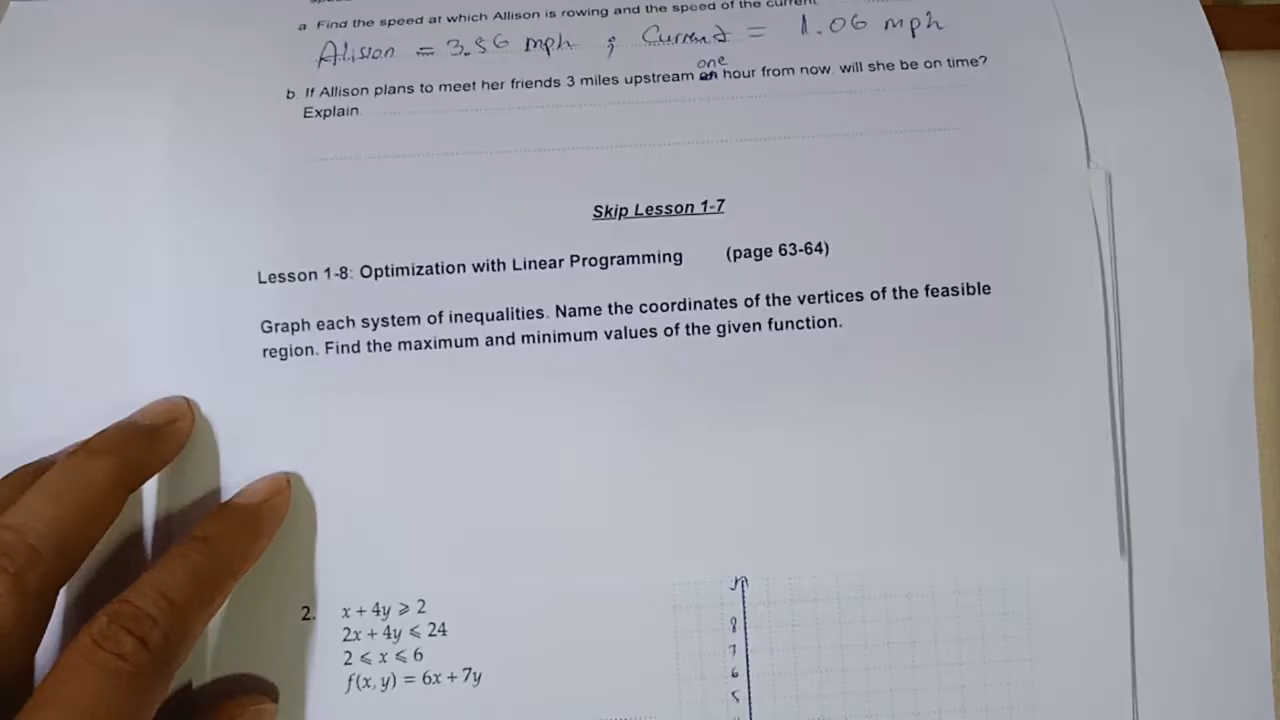 a. Find the speed at which Allison is rowing and the speed of the current
Alisson = 3.56 mph ; Current = 1.06 mph
one
b. If Allison plans to meet her friends 3 miles upstream hour from now. will she be on time?
Explain.
Skip Lesson 1-7
Lesson 1-8: Optimization with Linear Programming (page 63-64)
Graph each system of inequalities. Name the coordinates of the vertices of the feasible
region. Find the maximum and minimum values of the given function.
2. x + 4y ⩾ 2
2x + 4y ⩽ 24
2 ⩽ x ⩽ 6
f(x, y) = 6x + 7y
y
8
7
6
5